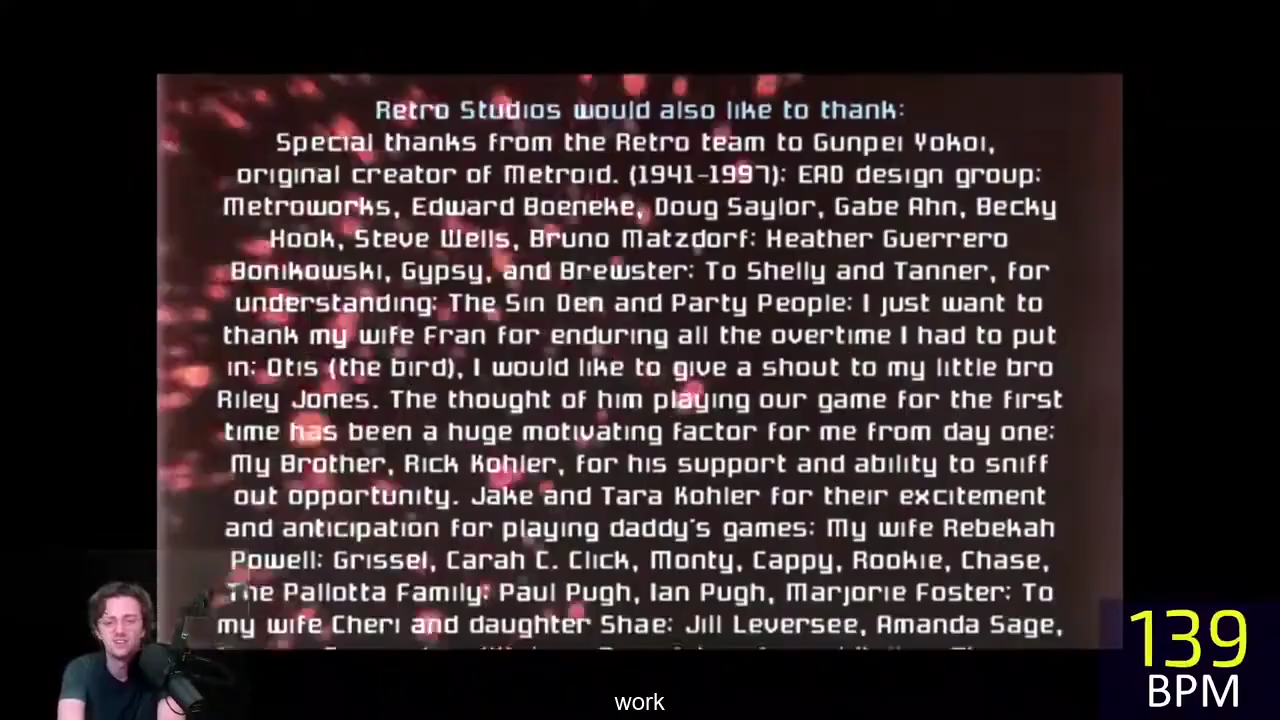 Retro Studios would also like to thank:
Special thanks from the Retro team to Gunpei Yokoi,
original creator of Metroid. (1941-1997); EAD design group;
Metroworks, Edward Boeneke, Doug Saylor, Gabe Ahn, Becky
Hook, Steve Wells, Bruno Matzdorf; Heather Guerrero
Bonikowski, Gypsy, and Brewster; To Shelly and Tanner, for
understanding; The Sin Den and Party People; I just want to
thank my wife Fran for enduring all the overtime I had to put
in; Otis (the bird), I would like to give a shout to my little bro
Riley Jones. The thought of him playing our game for the first
time has been a huge motivating factor for me from day one;
My Brother, Rick Kohler, for his support and ability to sniff
out opportunity. Jake and Tara Kohler for their excitement
and anticipation for playing daddy's games; My wife Rebekah
Powell; Grissel, Carah C. Click, Monty, Cappy, Rookie, Chase,
The Pallotta Family; Paul Pugh, Ian Pugh, Marjorie Foster; To
my wife Cheri and daughter Shae; Jill Leversee, Amanda Sage,
139
BPM
work